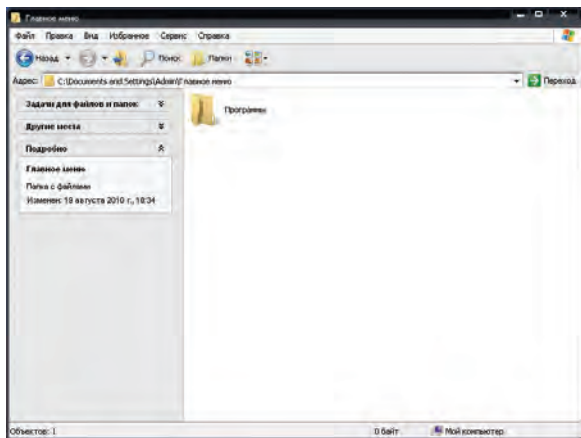 Главное меню
Файл Правка Вид Избранное Сервис Справка
Назад Поиск Папки
Адрес: C:\Documents and Settings\Admin\Главное меню Переход
Задачи для файлов и папок
Программы
Другие места
Подробно
Главное меню
Папка с файлами
Изменен: 19 августа 2010 г., 18:34
Объектов: 1 0 байт Мой компьютер